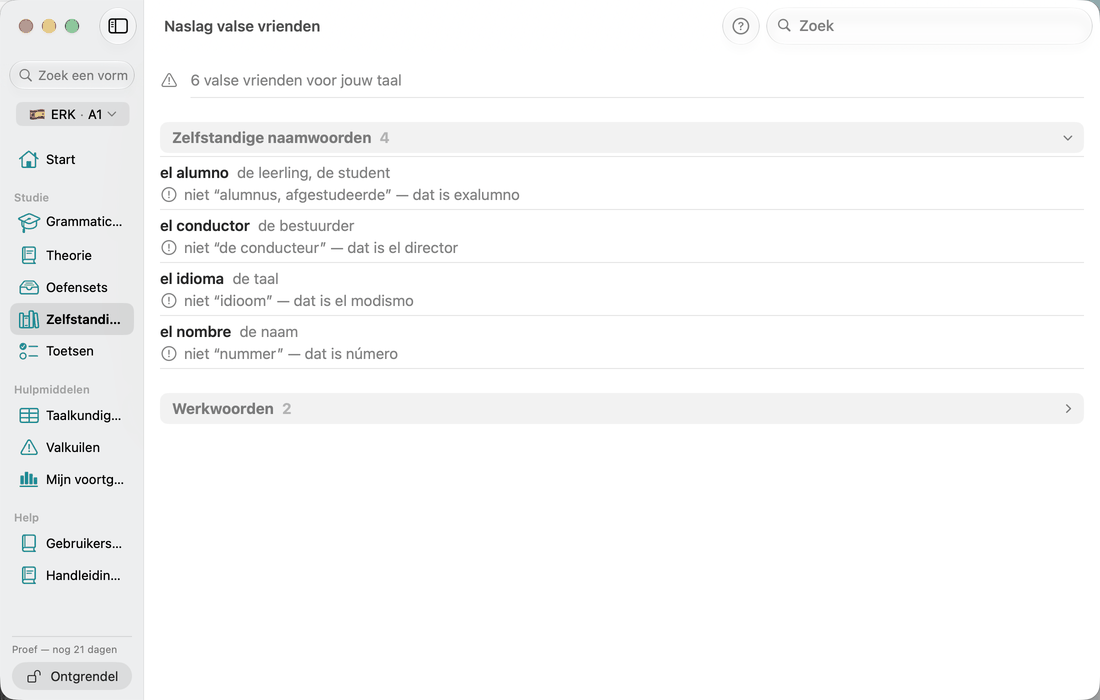 Naslag valse vrienden
Zoek
Zoek een vorm
ERK · A1
Start
Studie
Grammatic...
Theorie
Oefensets
Zelfstandi...
Toetsen
Hulpmiddelen
Taalkundig...
Valkuilen
Mijn voortg...
Help
Gebruikers...
Handleidin...
Proef — nog 21 dagen
Ontgrendel
6 valse vrienden voor jouw taal
Zelfstandige naamwoorden 4
el alumno de leerling, de student
niet “alumnus, afgestudeerde” — dat is exalumno
el conductor de bestuurder
niet “de conducteur” — dat is el director
el idioma de taal
niet “idioom” — dat is el modismo
el nombre de naam
niet “nummer” — dat is número
Werkwoorden 2